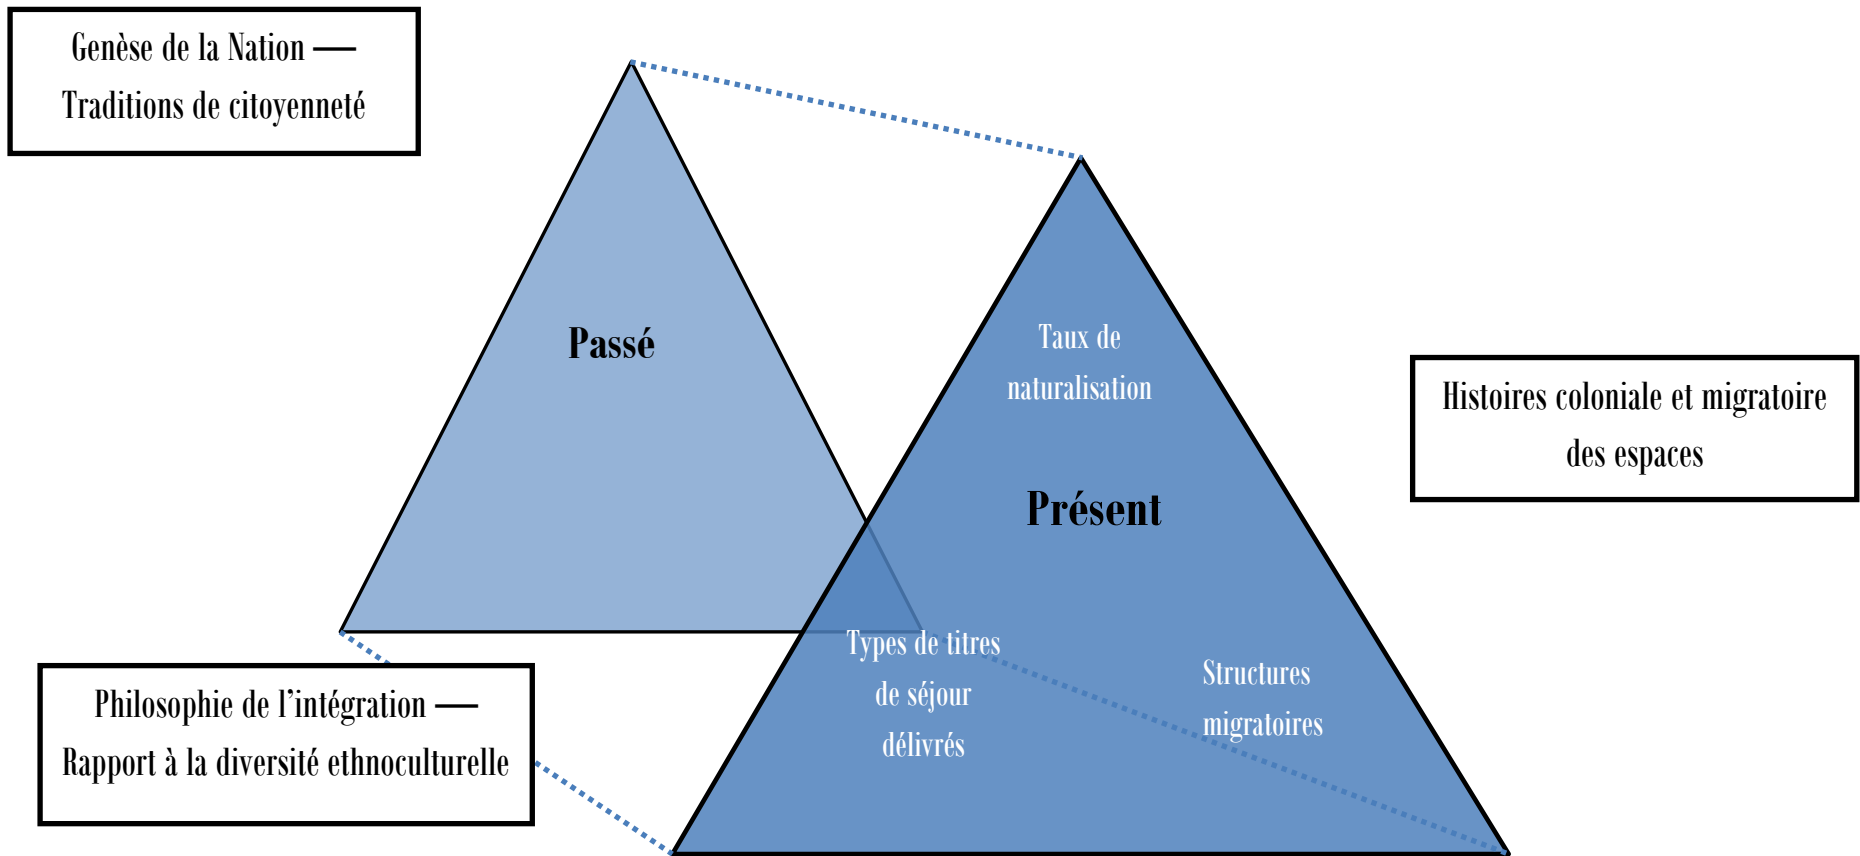 Genèse de la Nation —
Traditions de citoyenneté
Passé
Taux de
naturalisation
Histoires coloniale et migratoire
des espaces
Présent
Types de titres
de séjour
délivrés
Structures
migratoires
Philosophie de l'intégration —
Rapport à la diversité ethnoculturelle